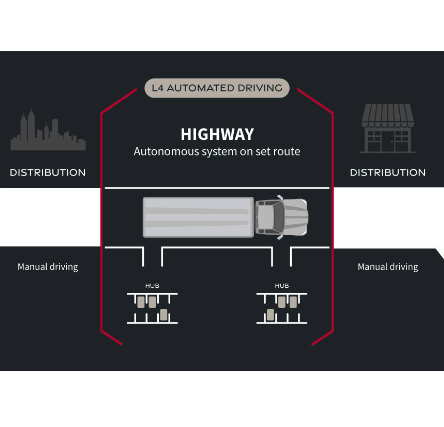 L4 AUTOMATED DRIVING
HIGHWAY
Autonomous system on set route
DISTRIBUTION
DISTRIBUTION
Manual driving
Manual driving
HUB
HUB